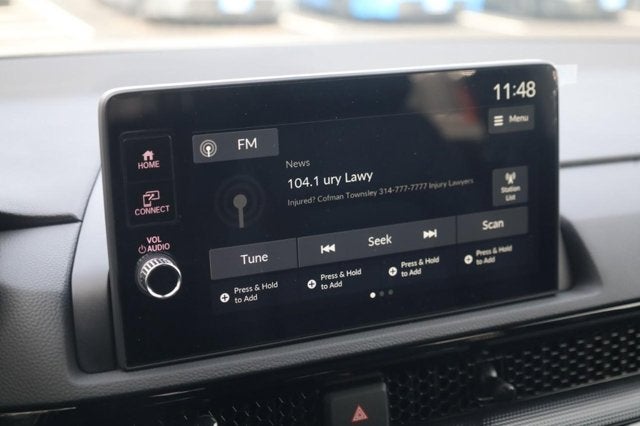 11:48
FM
Menu
HOME
News
104.1 ury Lawy
Injured? Cofman Townsley 314-777-7777 Injury Lawyers
Station
List
CONNECT
VOL
AUDIO
Tune
Seek
Scan
Press & Hold
to Add
Press & Hold
to Add
Press & Hold
to Add
Press & Hold
to Add